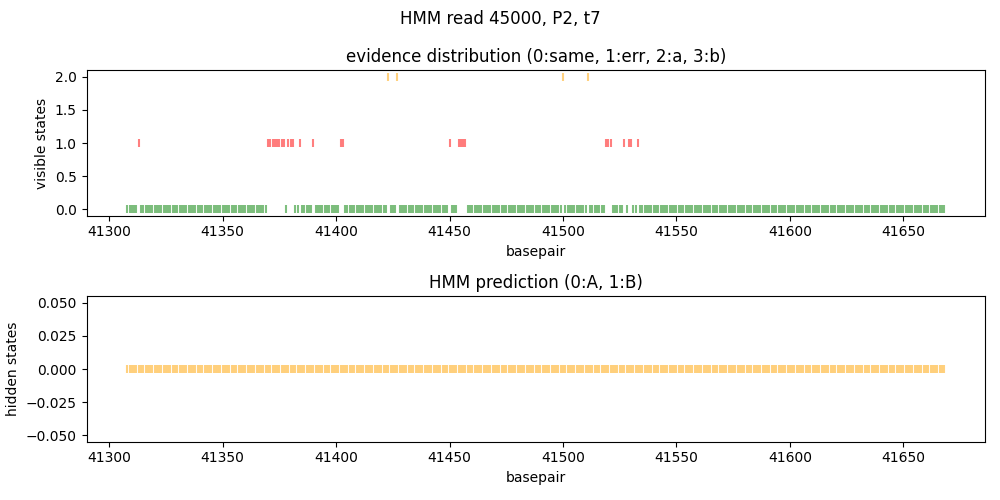 HMM read 45000, P2, t7
evidence distribution (0:same, 1:err, 2:a, 3:b)
visible states
2.0
1.5
1.0
0.5
0.0
41300 41350 41400 41450 41500 41550 41600 41650
basepair
HMM prediction (0:A, 1:B)
hidden states
0.050
0.025
0.000
−0.025
−0.050
41300 41350 41400 41450 41500 41550 41600 41650
basepair